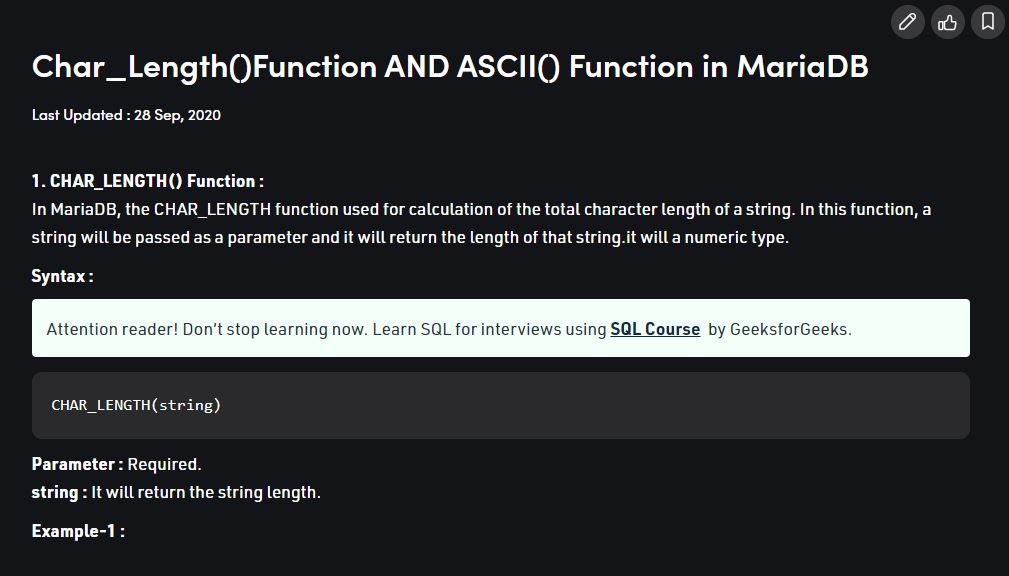 Char_Length()Function AND ASCII() Function in MariaDB
Last Updated : 28 Sep, 2020
1. CHAR_LENGTH() Function :
In MariaDB, the CHAR_LENGTH function used for calculation of the total character length of a string. In this function, a
string will be passed as a parameter and it will return the length of that string.it will a numeric type.
Syntax :
Attention reader! Don’t stop learning now. Learn SQL for interviews using SQL Course by GeeksforGeeks.
CHAR_LENGTH(string)
Parameter : Required.
string : It will return the string length.
Example-1 :